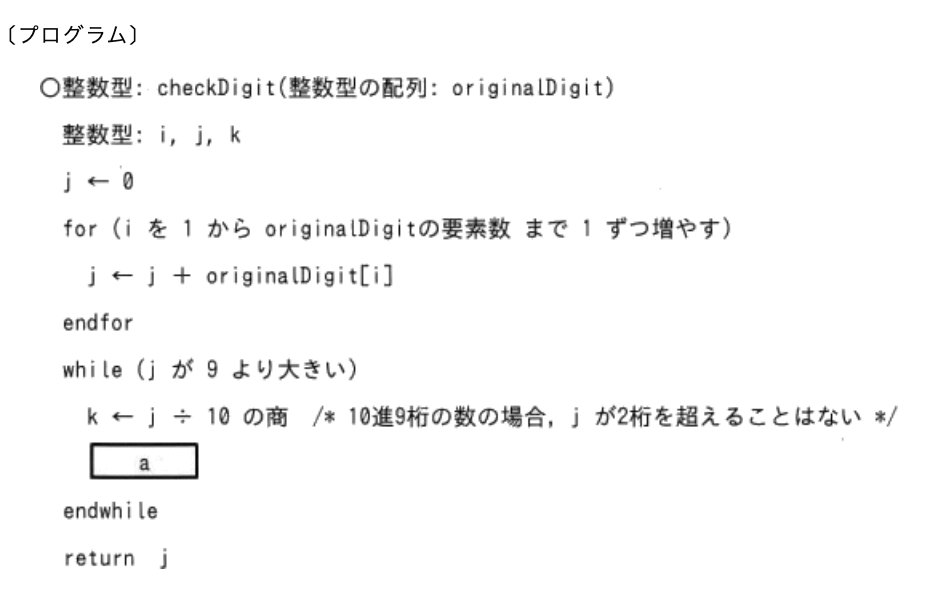 〔プログラム〕
○整数型: checkDigit(整数型の配列: originalDigit)
整数型: i, j, k
j ← 0
for (i を 1 から originalDigitの要素数 まで 1 ずつ増やす)
j ← j ＋ originalDigit[i]
endfor
while (j が 9 より大きい)
k ← j ÷ 10 の商 /* 10進9桁の数の場合, j が2桁を超えることはない */
a
endwhile
return j